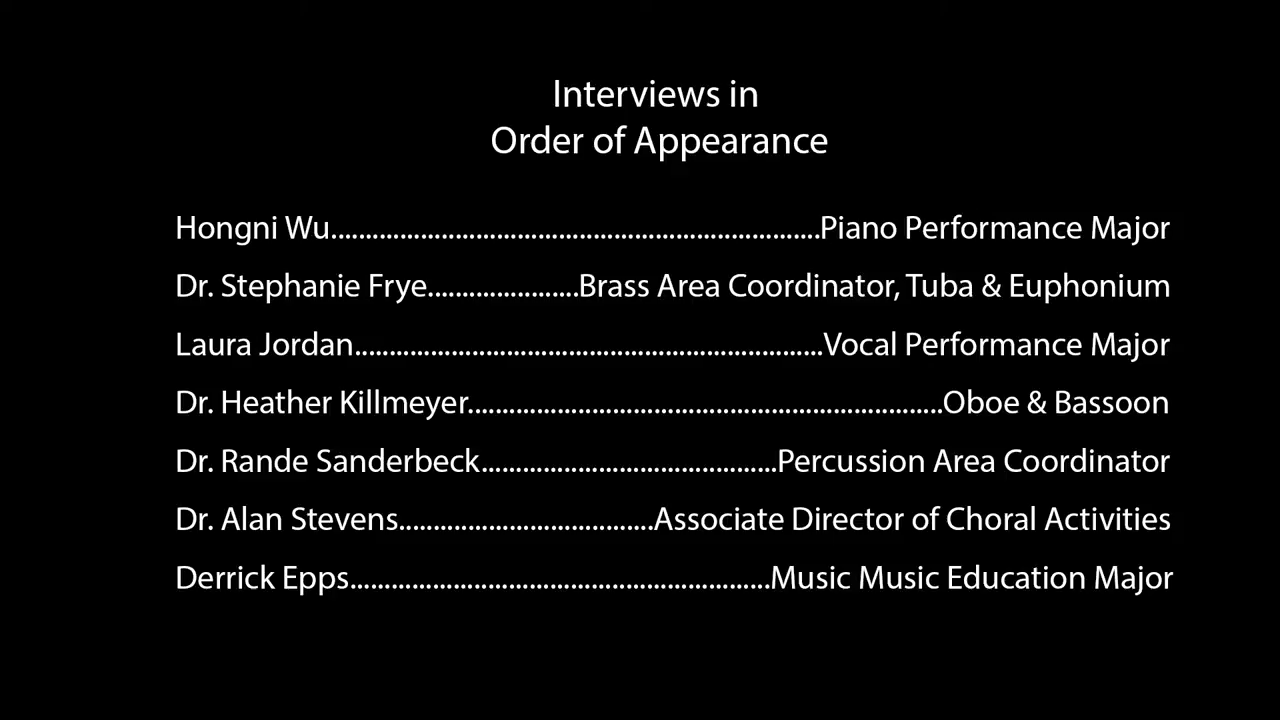 Interviews in
Order of Appearance
Hongni Wu.......................................................................Piano Performance Major
Dr. Stephanie Frye......................Brass Area Coordinator, Tuba & Euphonium
Laura Jordan....................................................................Vocal Performance Major
Dr. Heather Killmeyer.....................................................................Oboe & Bassoon
Dr. Rande Sanderbeck...........................................Percussion Area Coordinator
Dr. Alan Stevens.....................................Associate Director of Choral Activities
Derrick Epps.............................................................Music Music Education Major